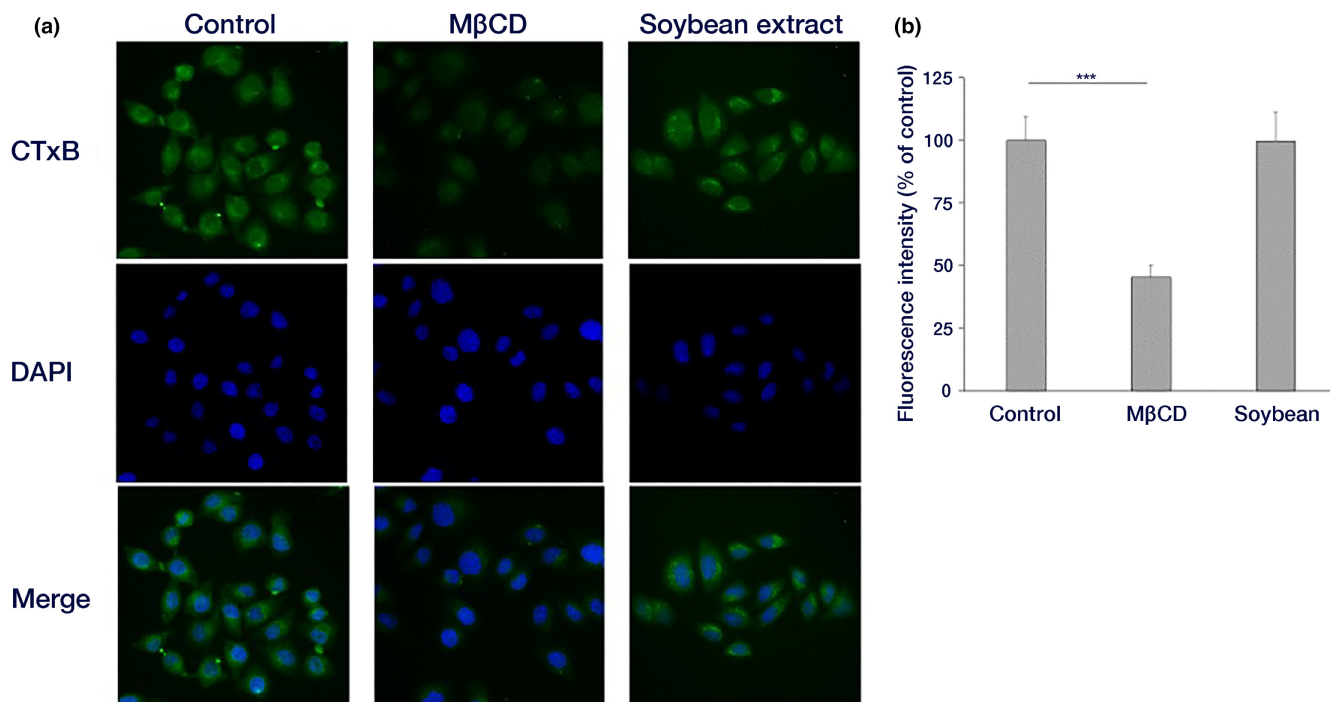 (a)
Control
MβCD
Soybean extract
CTxB
DAPI
Merge
(b)
Fluorescence intensity (% of control)
125
100
75
50
25
0
***
Control
MβCD
Soybean